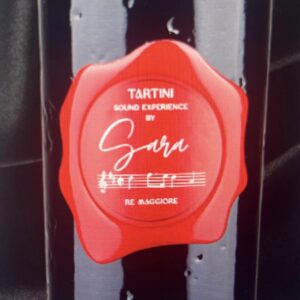 TARTINI
SOUND EXPERIENCE
BY
Sara
RE MAGGIORE